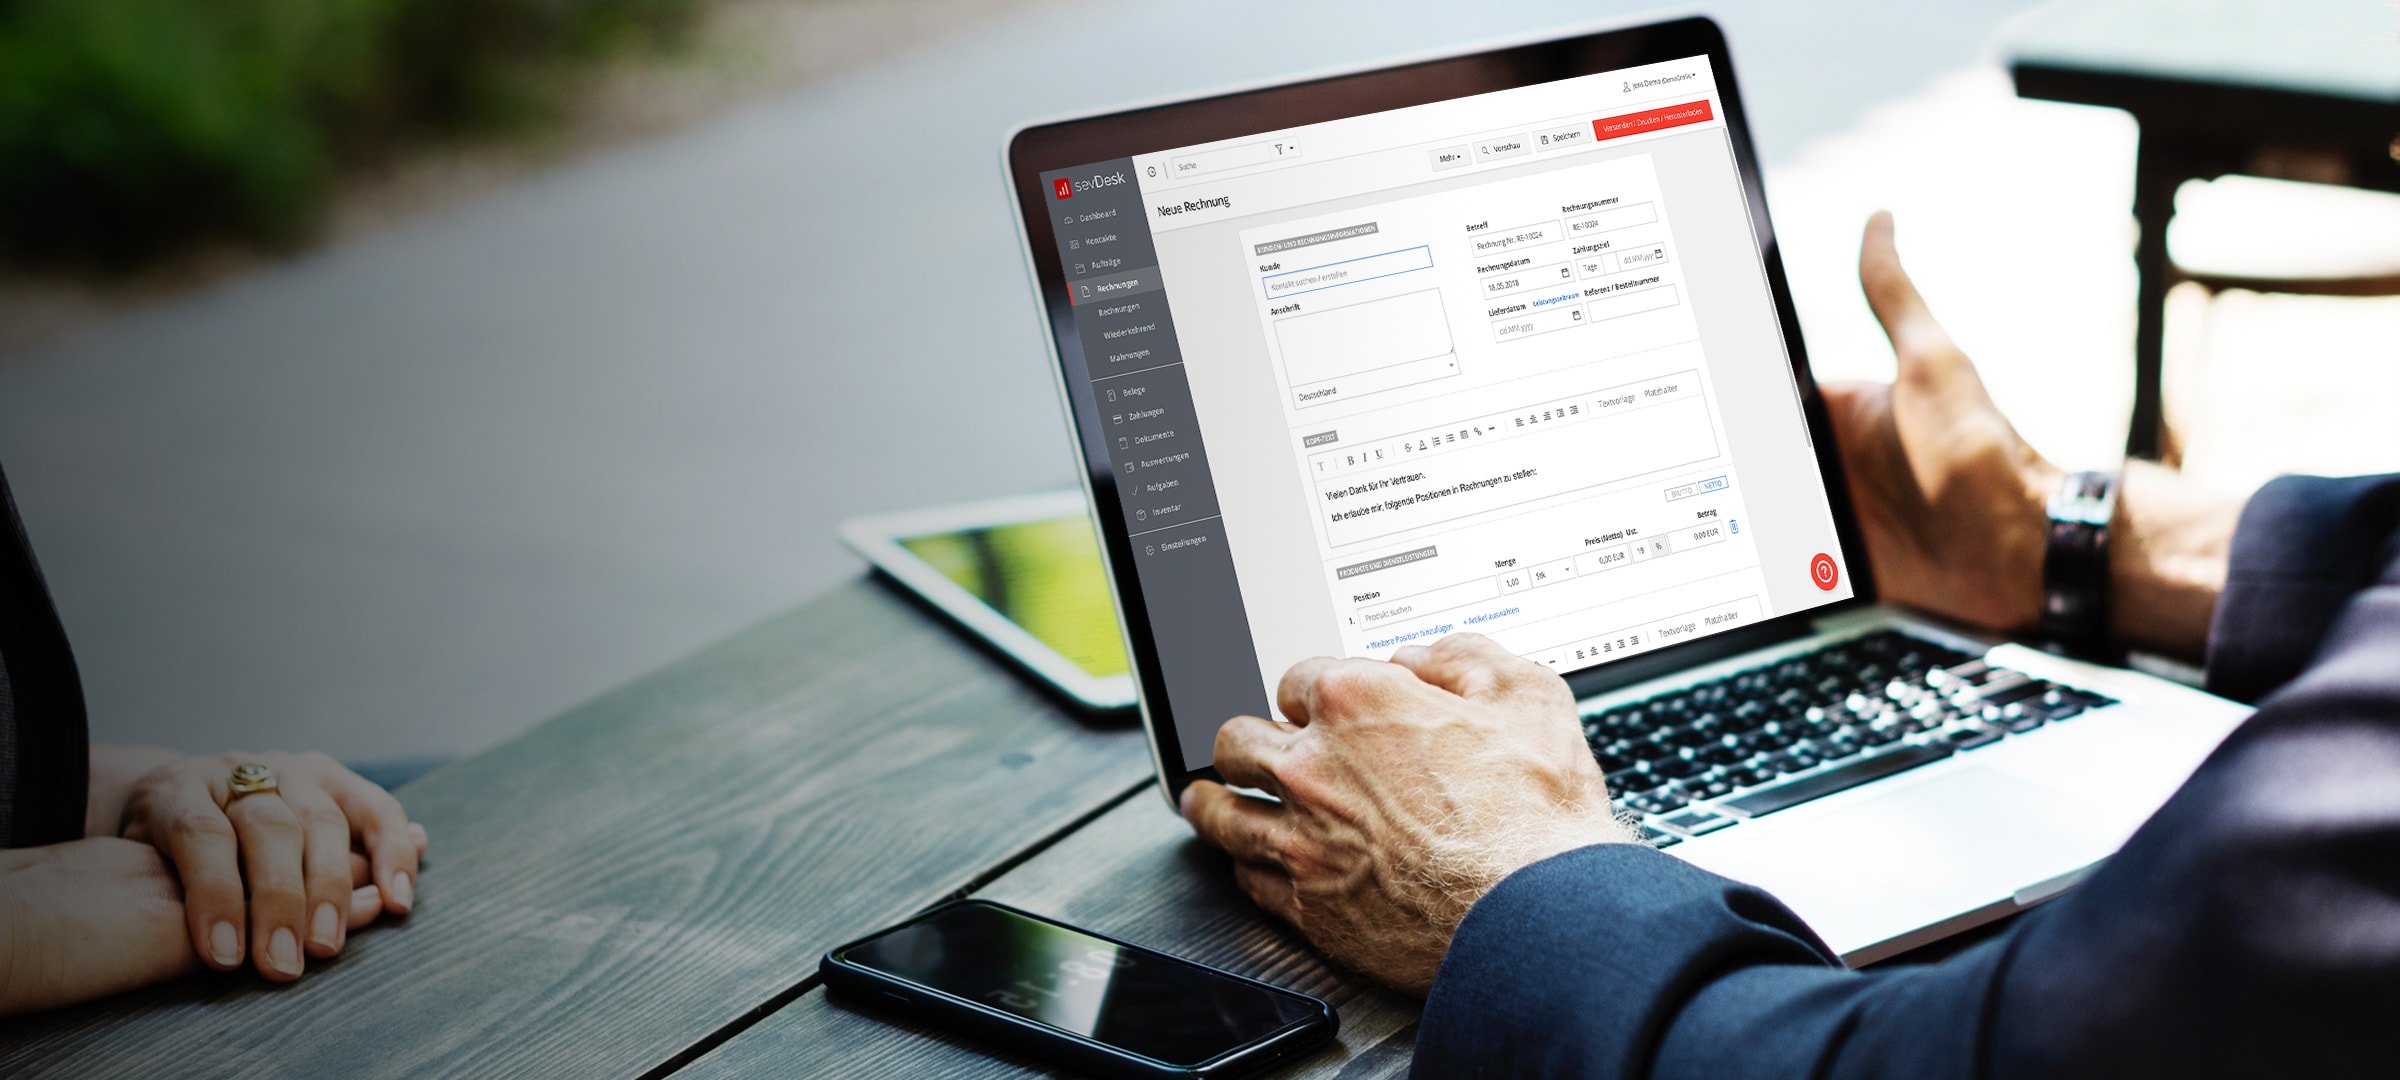 sevDesk
Dashboard
Kontakte
Aufträge
Rechnungen
Rechnungen
Wiederkehrend
Mahnungen
Belege
Zahlungen
Dokumente
Auswertungen
Aufgaben
Inventar
Einstellungen
Suche
Jens Demo
Neue Rechnung
Mehr
Vorschau
Speichern
Versenden / Drucken / Herunterladen
KUNDEN- UND RECHNUNGSINFORMATIONEN
Kunde
Kontakt suchen / erstellen
Anschrift
Deutschland
Betreff
Rechnung Nr. RE-10024
Rechnungsnummer
RE-10024
Rechnungsdatum
18.05.2018
Zahlungsziel
Tage
dd.MM.yyyy
Lieferdatum Leistungszeitraum
dd.MM.yyyy
Referenz / Bestellnummer
KOPF-TEXT
T B I U S A Textvorlage Platzhalter
Vielen Dank für Ihr Vertrauen.
Ich erlaube mir, folgende Positionen in Rechnungen zu stellen:
BRUTTO NETTO
PRODUKTE UND DIENSTLEISTUNGEN
Position Menge Preis (Netto) Ust. Betrag
1. Produkt suchen 1,00 Stk 0,00 EUR 19 % 0,00 EUR
+ Weitere Position hinzufügen + Artikel auswählen
Textvorlage Platzhalter
?